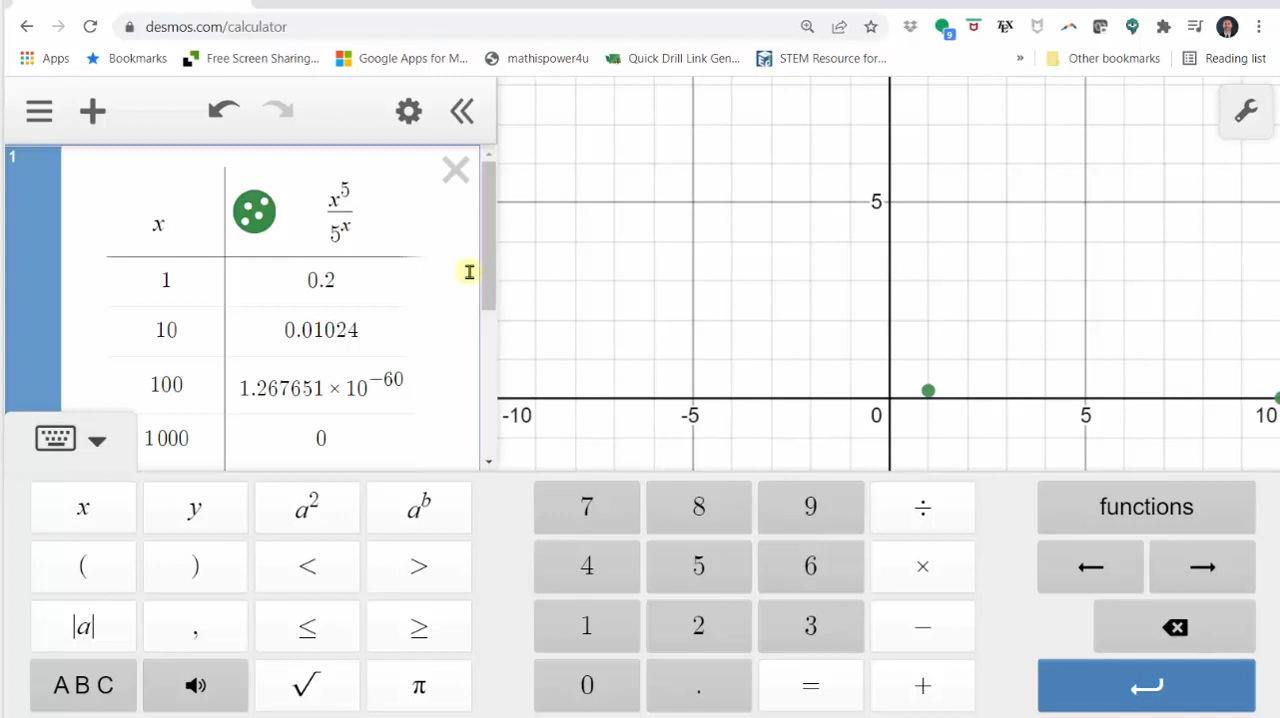 desmos.com/calculator
9
TEX
Apps
Bookmarks
Free Screen Sharing...
Google Apps for M...
mathispower4u
Quick Drill Link Gen...
STEM Resource for...
»
Other bookmarks
Reading list
1
x
x^5 / 5^x
1
0.2
10
0.01024
100
1.267651 × 10^−60
1000
0
5
-10
-5
0
5
10
x
y
a^2
a^b
7
8
9
÷
functions
(
)
<
>
4
5
6
×
←
→
|a|
,
≤
≥
1
2
3
−
A B C
√
π
0
.
=
+